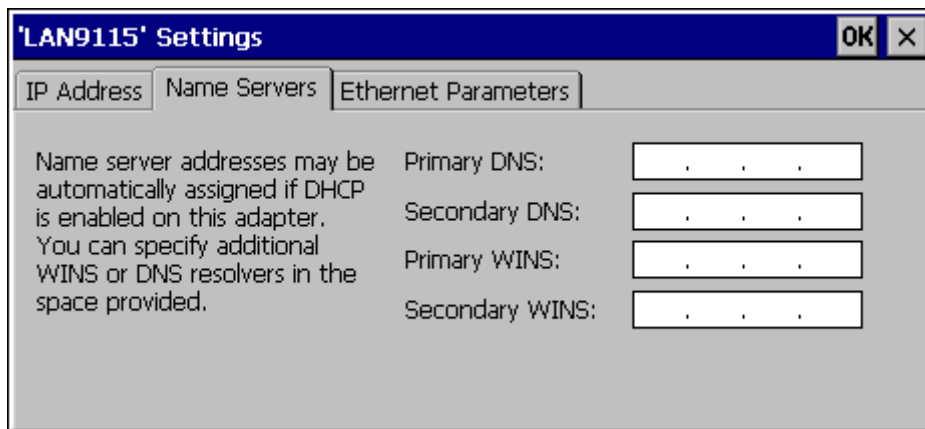 'LAN9115' Settings OK ×
IP Address Name Servers Ethernet Parameters
Name server addresses may be
automatically assigned if DHCP
is enabled on this adapter.
You can specify additional
WINS or DNS resolvers in the
space provided.
Primary DNS: . . .
Secondary DNS: . . .
Primary WINS: . . .
Secondary WINS: . . .